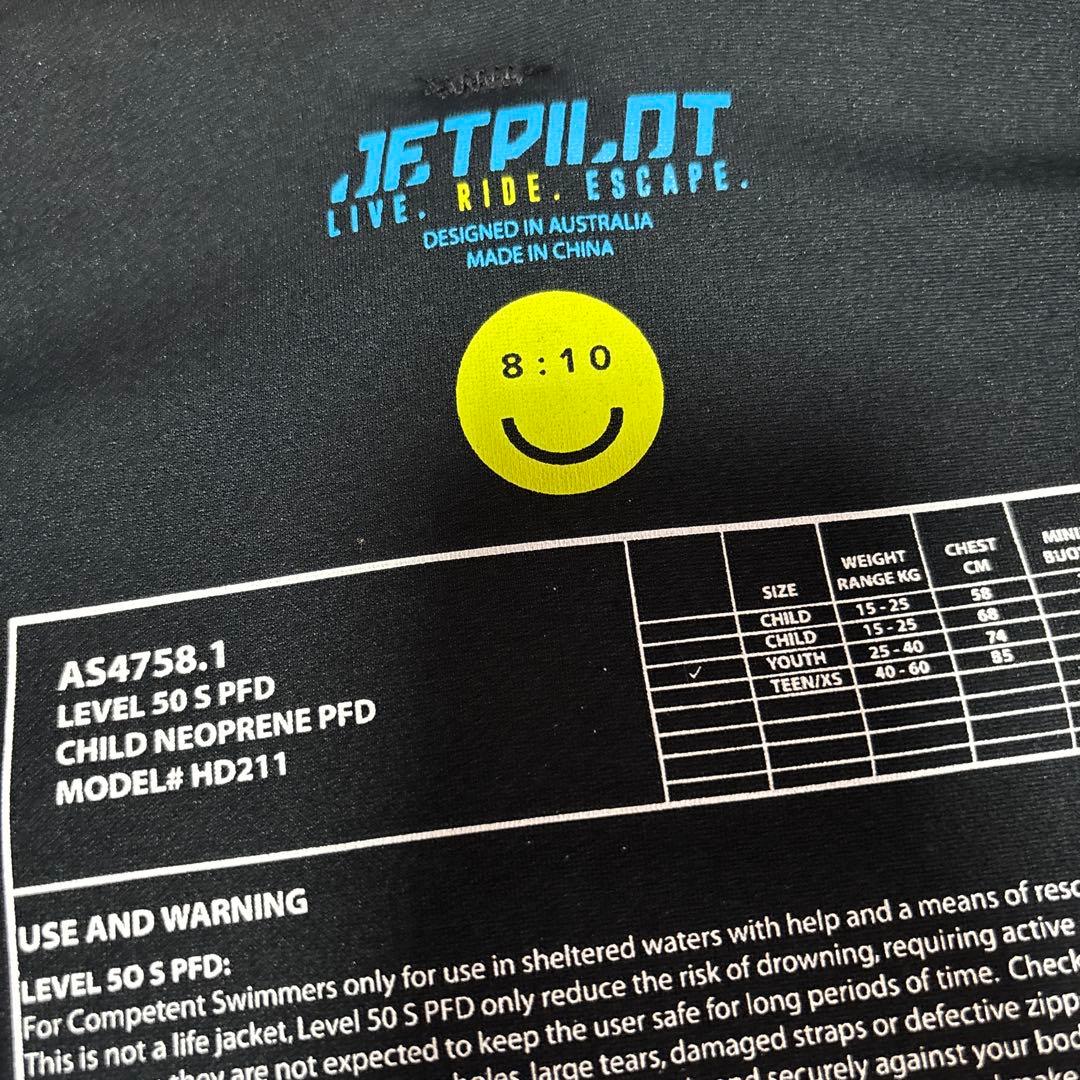 JETPILOT
LIVE. RIDE. ESCAPE.
DESIGNED IN AUSTRALIA
MADE IN CHINA
8:10
AS4758.1
LEVEL 50 S PFD
CHILD NEOPRENE PFD
MODEL# HD211
SIZE WEIGHT RANGE KG CHEST CM
CHILD 15 - 25 58
CHILD 15 - 25 68
✓ YOUTH 25 - 40 74
TEEN/XS 40 - 60 85
USE AND WARNING
LEVEL 50 S PFD:
For Competent Swimmers only for use in sheltered waters with help and a means of
This is not a life jacket, Level 50 S PFD only reduce the risk of drowning, requiring active
they are not expected to keep the user safe for long periods of time. Check
holes, large tears, damaged straps or defective
securely against your